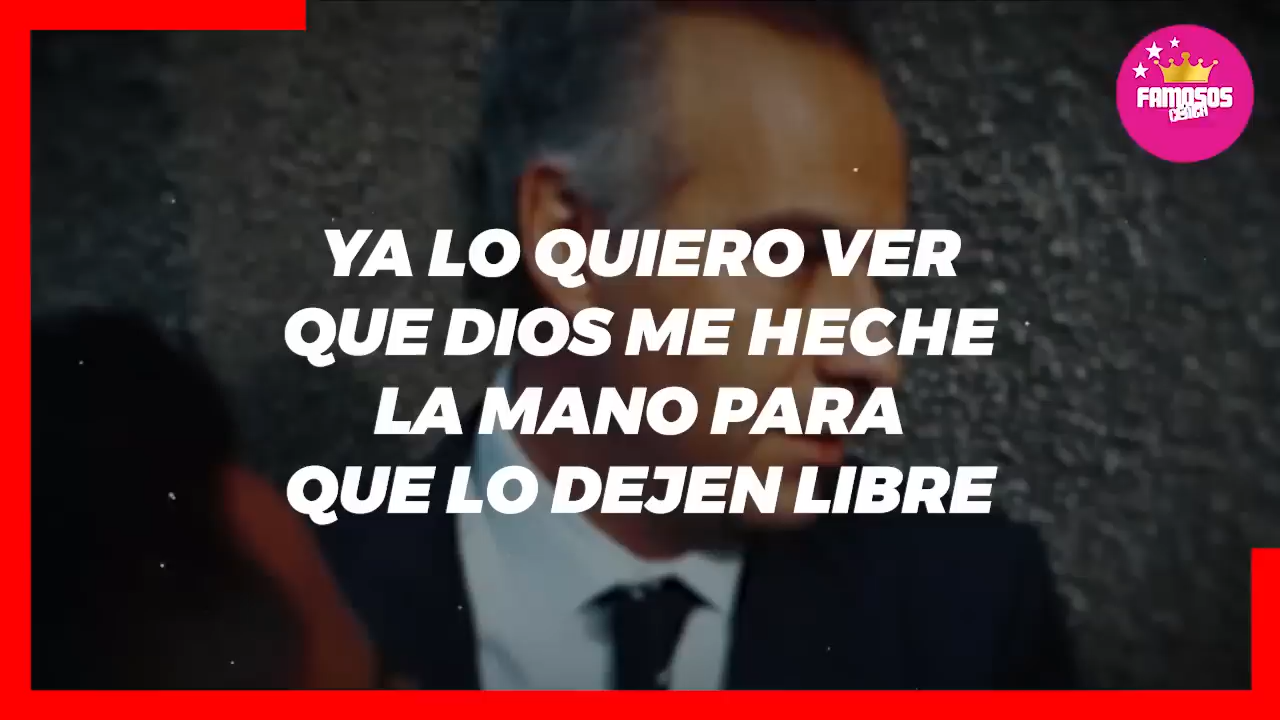 FAMOSOS
YA LO QUIERO VER
QUE DIOS ME HECHE
LA MANO PARA
QUE LO DEJEN LIBRE